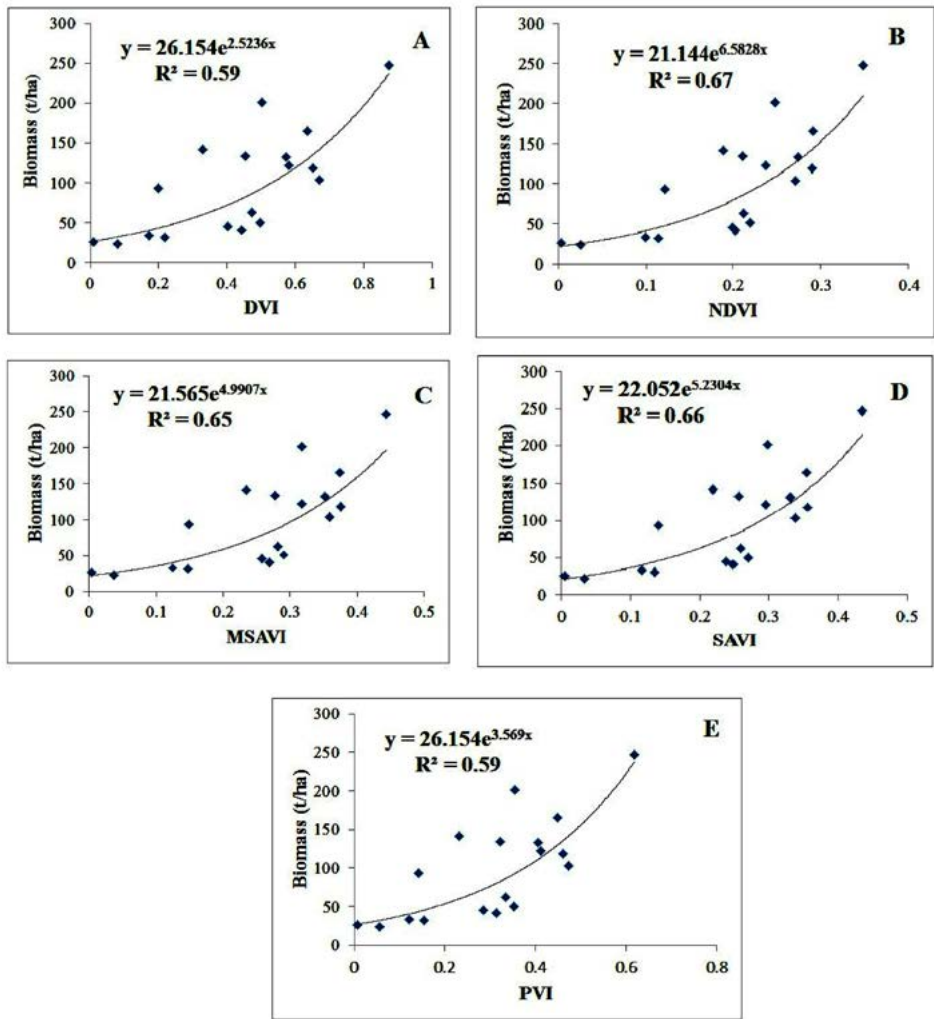 A
y = 26.154e^2.5236x
R² = 0.59
Biomass (t/ha)
300
250
200
150
100
50
0
0 0.2 0.4 0.6 0.8 1
DVI
B
y = 21.144e^6.5828x
R² = 0.67
Biomass (t/ha)
300
250
200
150
100
50
0
0 0.1 0.2 0.3 0.4
NDVI
C
y = 21.565e^4.9907x
R² = 0.65
Biomass (t/ha)
300
250
200
150
100
50
0
0 0.1 0.2 0.3 0.4 0.5
MSAVI
D
y = 22.052e^5.2304x
R² = 0.66
Biomass (t/ha)
300
250
200
150
100
50
0
0 0.1 0.2 0.3 0.4 0.5
SAVI
E
y = 26.154e^3.569x
R² = 0.59
Biomass (t/ha)
300
250
200
150
100
50
0
0 0.2 0.4 0.6 0.8
PVI